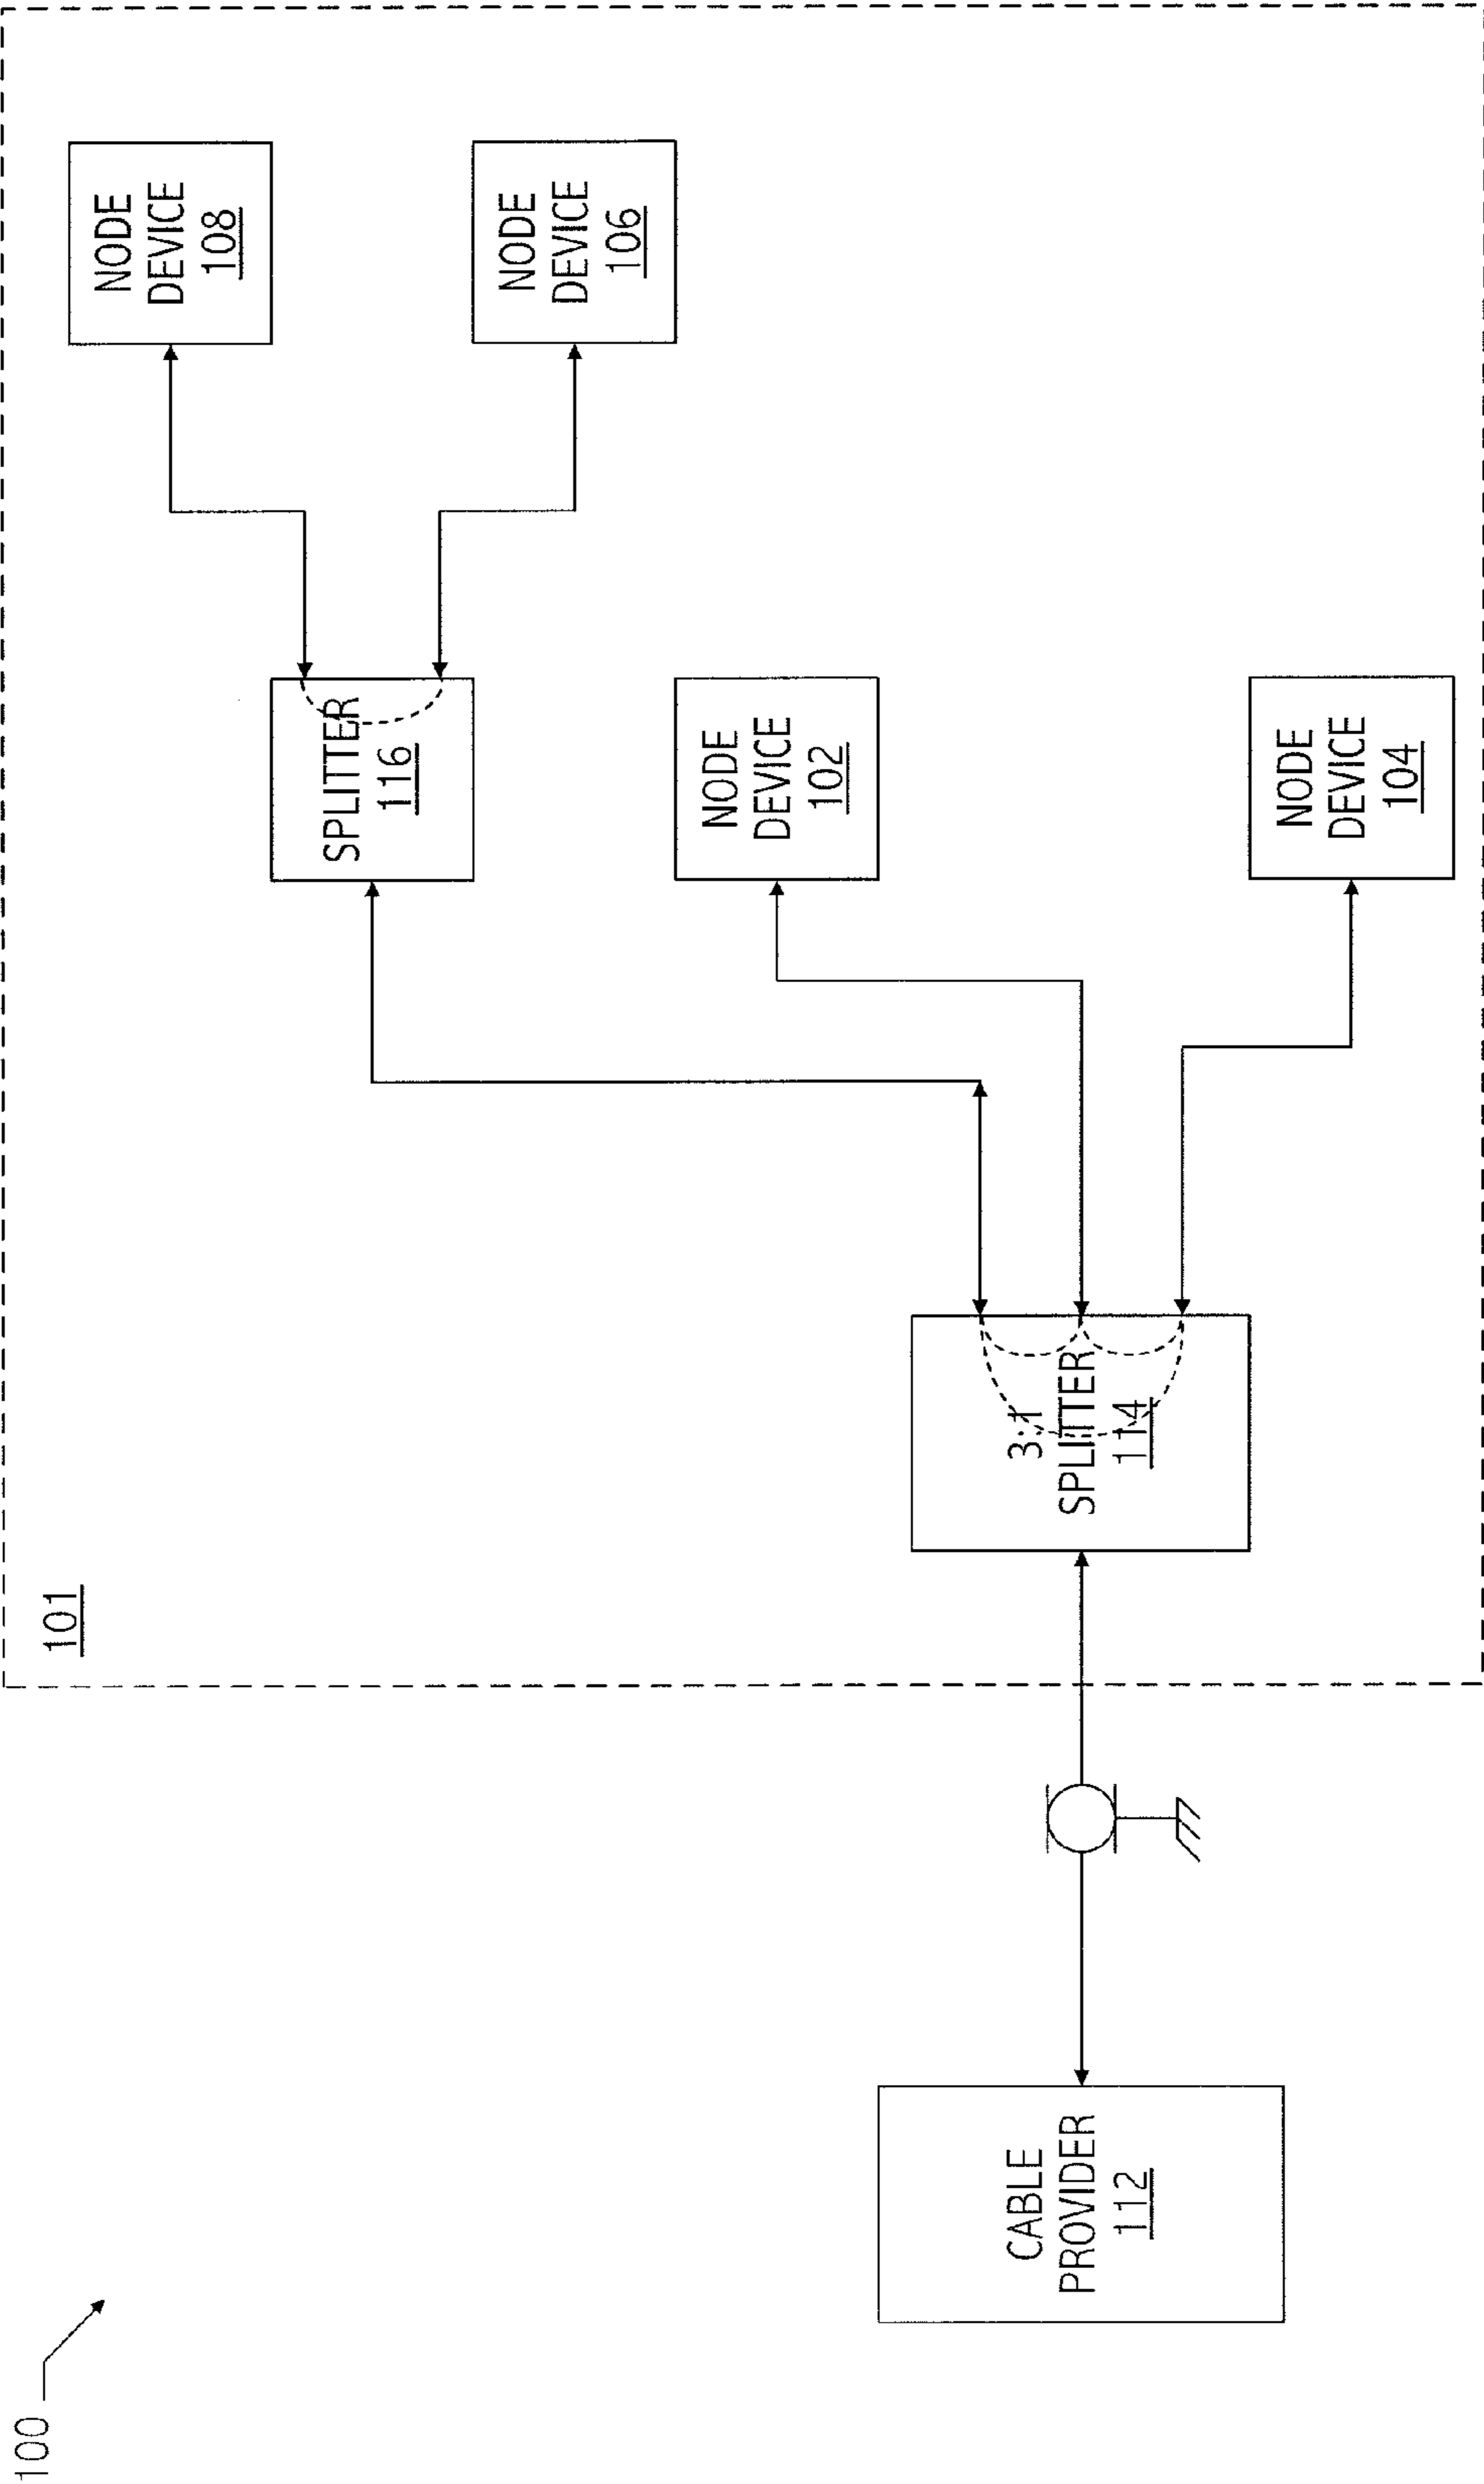 100
101
CABLE
PROVIDER
112
3:1
SPLITTER
114
SPLITTER
116
NODE
DEVICE
102
NODE
DEVICE
104
NODE
DEVICE
108
NODE
DEVICE
106